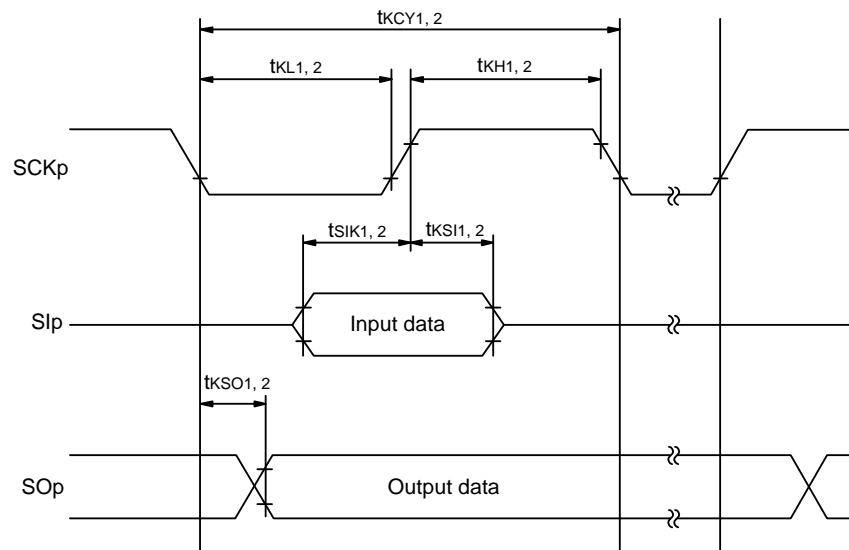 tKCY1, 2
tKL1, 2
tKH1, 2
SCKp
tSIK1, 2
tKSI1, 2
SIp
Input data
tKSO1, 2
SOp
Output data